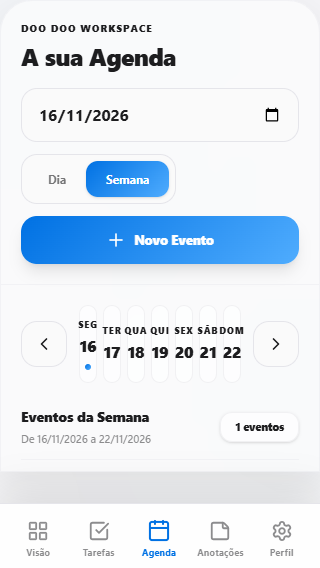 DOO DOO WORKSPACE
A sua Agenda
16/11/2026
Dia Semana
Novo Evento
SEG TER QUA QUI SEX SÁB DOM
16 17 18 19 20 21 22
Eventos da Semana
De 16/11/2026 a 22/11/2026
1 eventos
Visão Tarefas Agenda Anotações Perfil